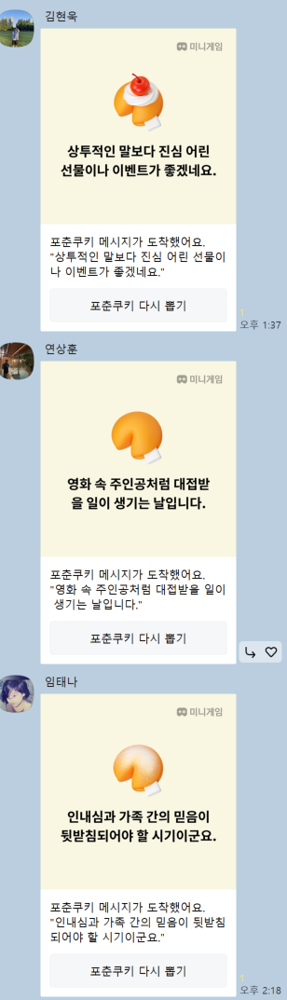 김현욱
미니게임
상투적인 말보다 진심 어린
선물이나 이벤트가 좋겠네요.
포춘쿠키 메시지가 도착했어요.
"상투적인 말보다 진심 어린 선물이
나 이벤트가 좋겠네요."
포춘쿠키 다시 뽑기
1
오후 1:37
연상훈
미니게임
영화 속 주인공처럼 대접받
을 일이 생기는 날입니다.
포춘쿠키 메시지가 도착했어요.
"영화 속 주인공처럼 대접받을 일이
생기는 날입니다."
포춘쿠키 다시 뽑기
임태나
미니게임
인내심과 가족 간의 믿음이
뒷받침되어야 할 시기이군요.
포춘쿠키 메시지가 도착했어요.
"인내심과 가족 간의 믿음이 뒷받침
되어야 할 시기이군요."
포춘쿠키 다시 뽑기
1
오후 2:18